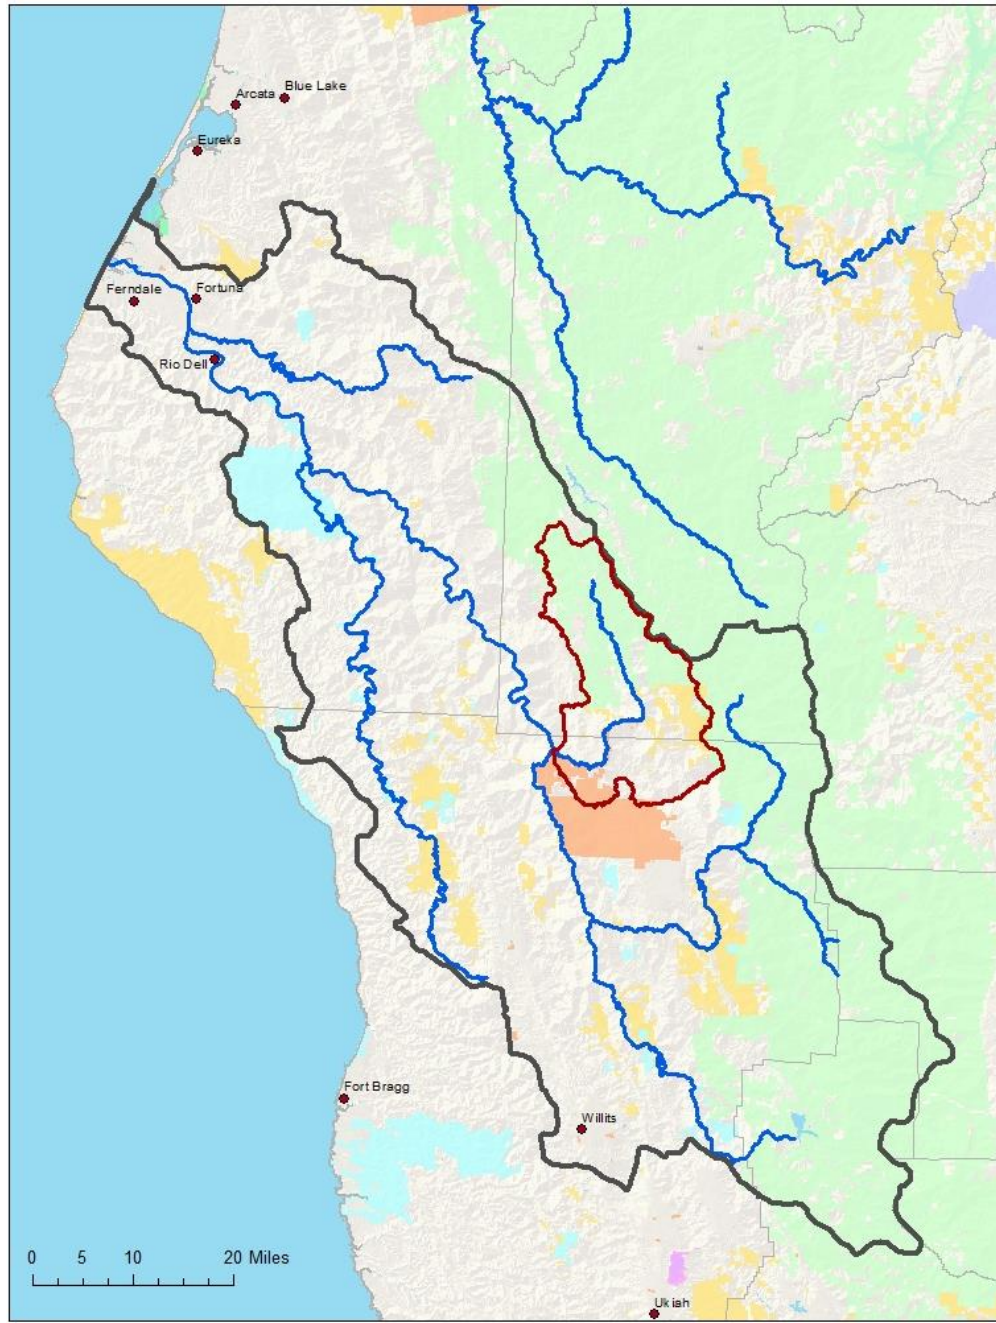 Blue Lake
Arcata
Eureka
Ferndale
Fortuna
Rio Dell
Fort Bragg
Willits
0 5 10 20 Miles
Ukiah